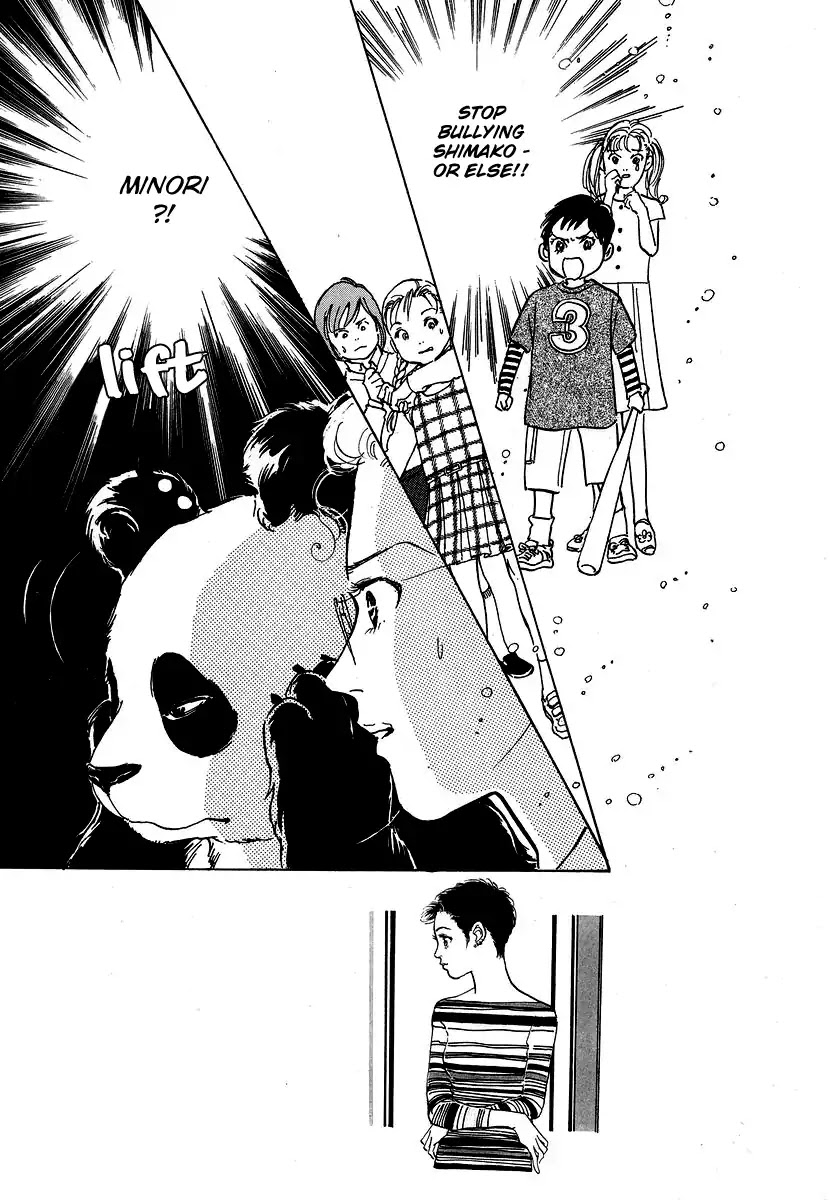 STOP
BULLYING
SHIMAKO -
OR ELSE!!
3
MINORI
?!
lift